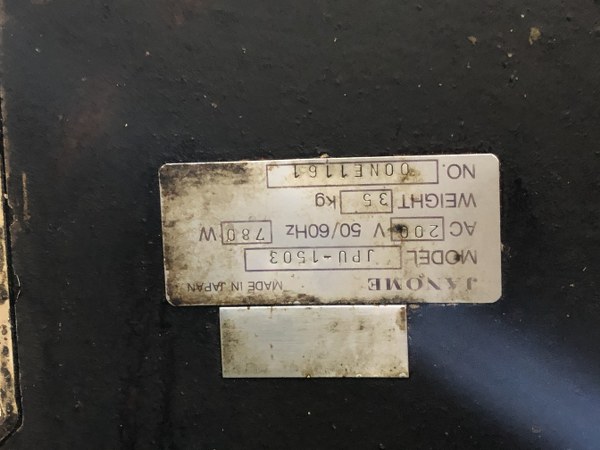 JANOME MADE IN JAPAN
MODEL JPU-1503
AC 200 V 50/60Hz 780 W
WEIGHT 35 kg
NO. 00NE1161